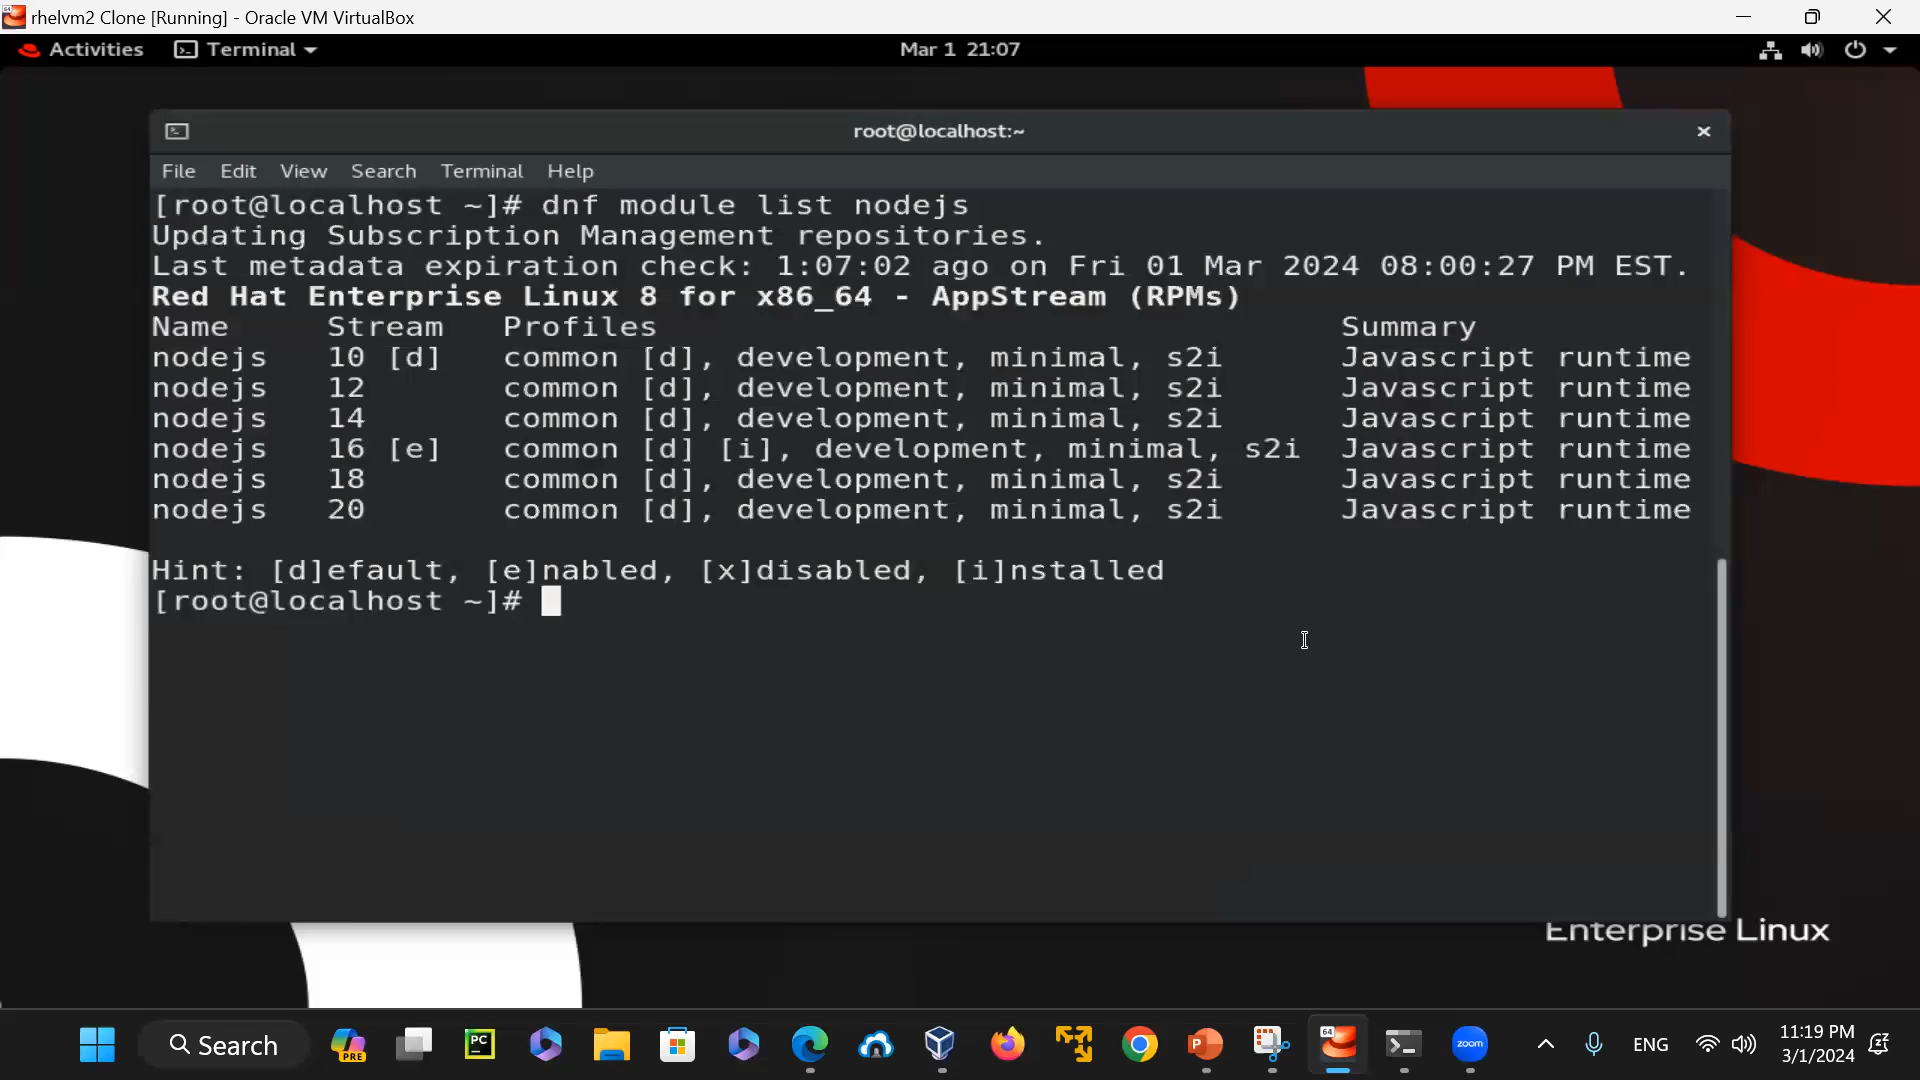 rhelvm2 Clone [Running] - Oracle VM VirtualBox
Activities Terminal Mar 1 21:07
root@localhost:~
File Edit View Search Terminal Help
[root@localhost ~]# dnf module list nodejs
Updating Subscription Management repositories.
Last metadata expiration check: 1:07:02 ago on Fri 01 Mar 2024 08:00:27 PM EST.
Red Hat Enterprise Linux 8 for x86_64 - AppStream (RPMs)
Name Stream Profiles Summary
nodejs 10 [d] common [d], development, minimal, s2i Javascript runtime
nodejs 12 common [d], development, minimal, s2i Javascript runtime
nodejs 14 common [d], development, minimal, s2i Javascript runtime
nodejs 16 [e] common [d] [i], development, minimal, s2i Javascript runtime
nodejs 18 common [d], development, minimal, s2i Javascript runtime
nodejs 20 common [d], development, minimal, s2i Javascript runtime
Hint: [d]efault, [e]nabled, [x]disabled, [i]nstalled
[root@localhost ~]#
Enterprise Linux
Search PRE PC P 64 zoom ENG 11:19 PM
3/1/2024